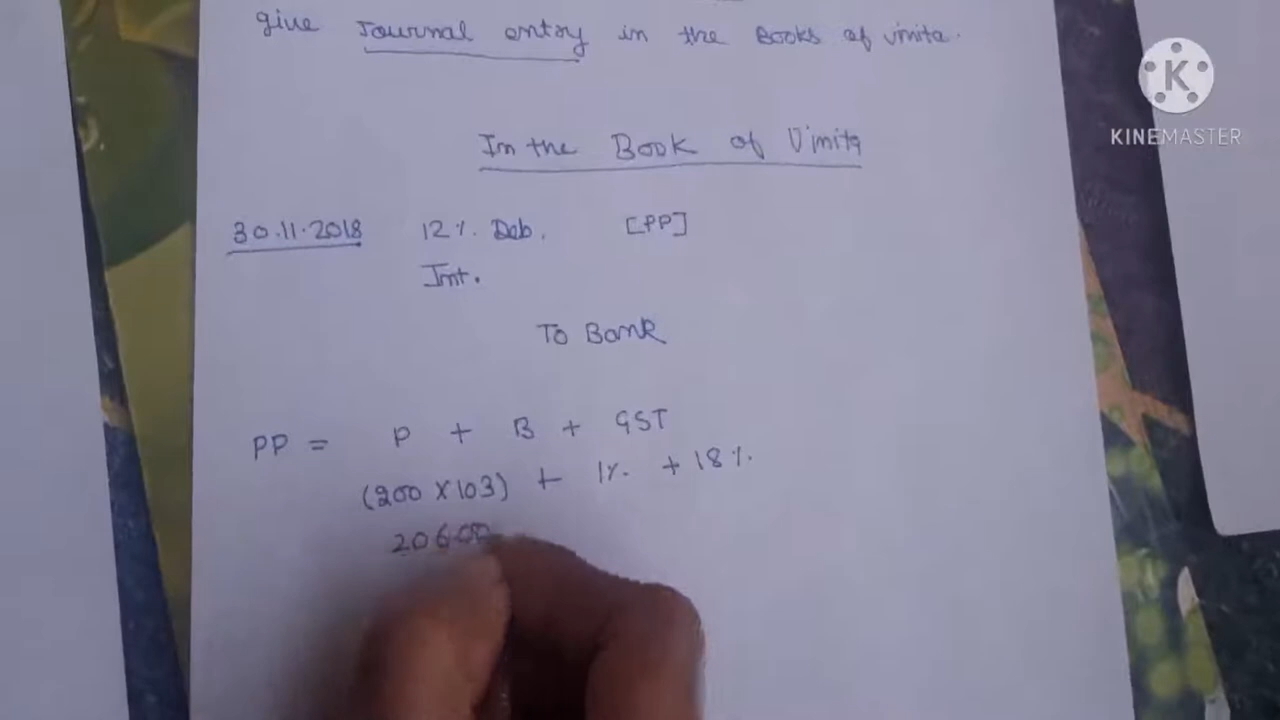 give Journal entry in the Books of vinita.
K
KINEMASTER
In the Book of Vinita
30.11.2018 12%. Deb. [PP]
Int.
To Bank
PP = P + B + GST
(200 X 103) + 1%. + 18%.
20600